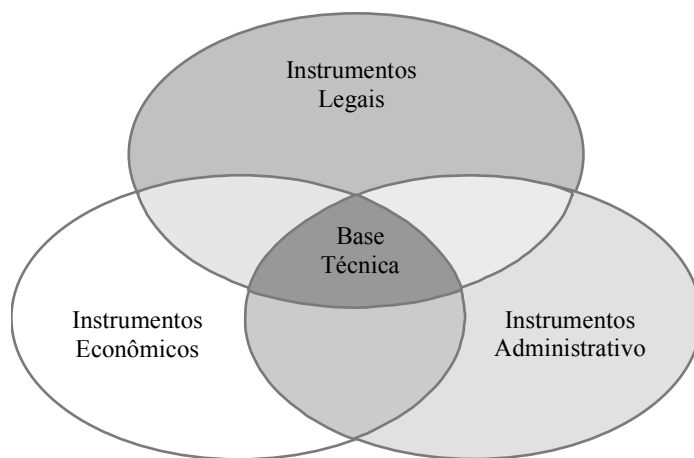 Instrumentos
Legais
Base
Técnica
Instrumentos
Econômicos
Instrumentos
Administrativo